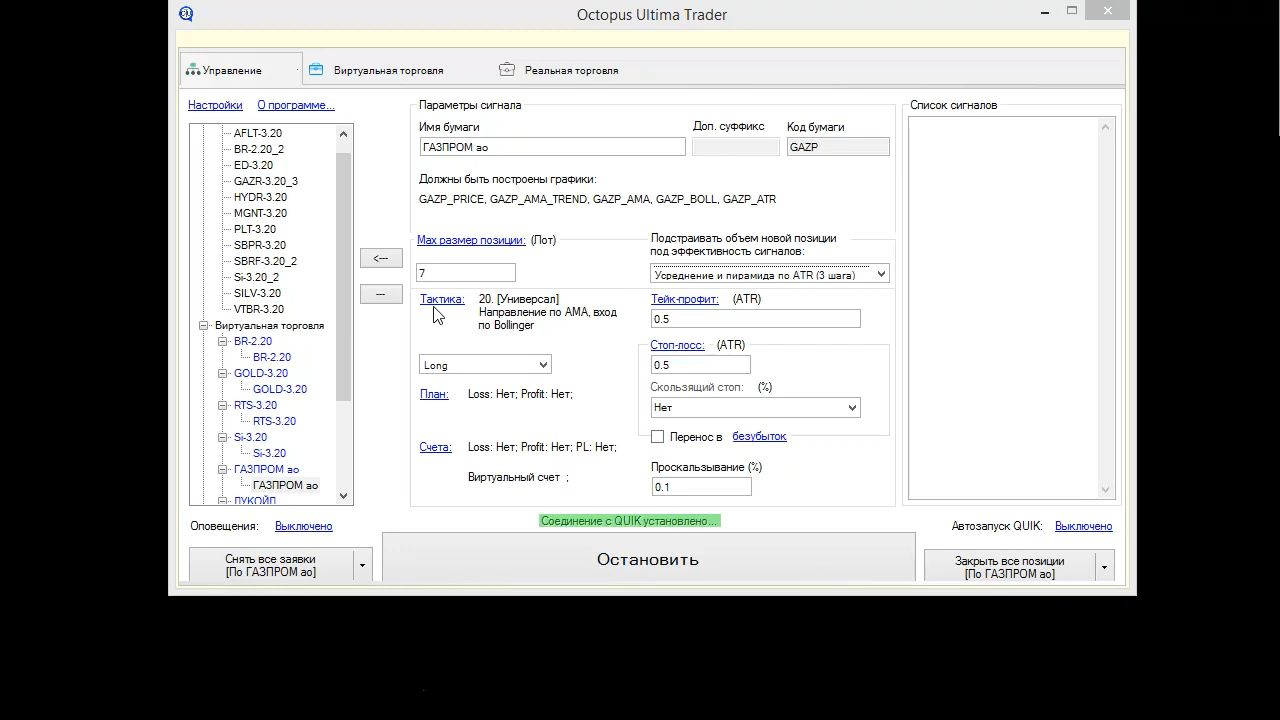 Octopus Ultima Trader
Управление
Виртуальная торговля
Реальная торговля
Настройки
О программе...
AFLT-3.20
BR-2.20_2
ED-3.20
GAZR-3.20_3
HYDR-3.20
MGNT-3.20
PLT-3.20
SBPR-3.20
SBRF-3.20_2
Si-3.20_2
SILV-3.20
VTBR-3.20
Виртуальная торговля
BR-2.20
BR-2.20
GOLD-3.20
GOLD-3.20
RTS-3.20
RTS-3.20
Si-3.20
Si-3.20
ГАЗПРОМ ао
ГАЗПРОМ ао
ЛУКОЙЛ
<---
---
Параметры сигнала
Имя бумаги
Доп. суффикс
Код бумаги
ГАЗПРОМ ао
GAZP
Должны быть построены графики:
GAZP_PRICE, GAZP_AMA_TREND, GAZP_AMA, GAZP_BOLL, GAZP_ATR
Max размер позиции: (Лот)
7
Подстраивать объем новой позиции
под эффективность сигналов:
Усреднение и пирамида по ATR (3 шага)
Тактика:
20. [Универсал]
Направление по AMA, вход
по Bollinger
Long
План: Loss: Нет; Profit: Нет;
Счета: Loss: Нет; Profit: Нет; PL: Нет;
Виртуальный счет ;
Тейк-профит: (ATR)
0.5
Стоп-лосс: (ATR)
0.5
Скользящий стоп: (%)
Нет
Перенос в безубыток
Проскальзывание (%)
0.1
Список сигналов
Оповещения: Выключено
Соединение с QUIK установлено...
Автозапуск QUIK: Выключено
Снять все заявки
[По ГАЗПРОМ ао]
Остановить
Закрыть все позиции
[По ГАЗПРОМ ао]